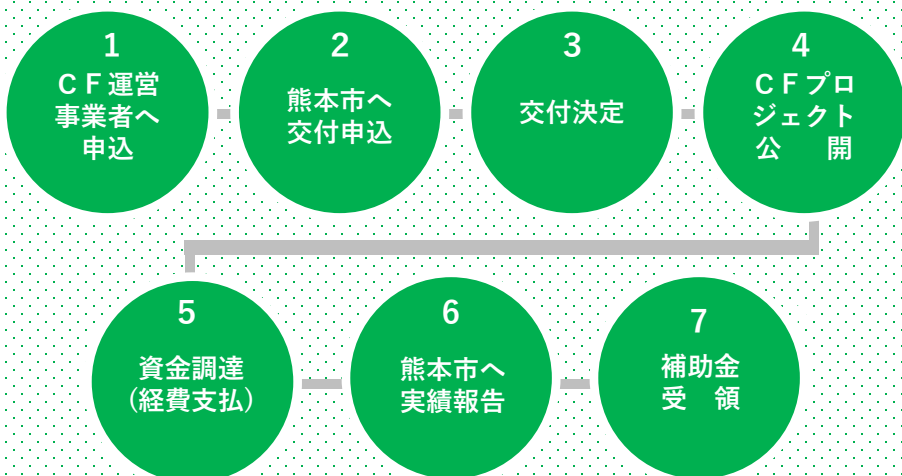 1
ＣＦ運営
事業者へ
申込
2
熊本市へ
交付申込
3
交付決定
4
ＣＦプロ
ジェクト
公　開
5
資金調達
(経費支払)
6
熊本市へ
実績報告
7
補助金
受　領